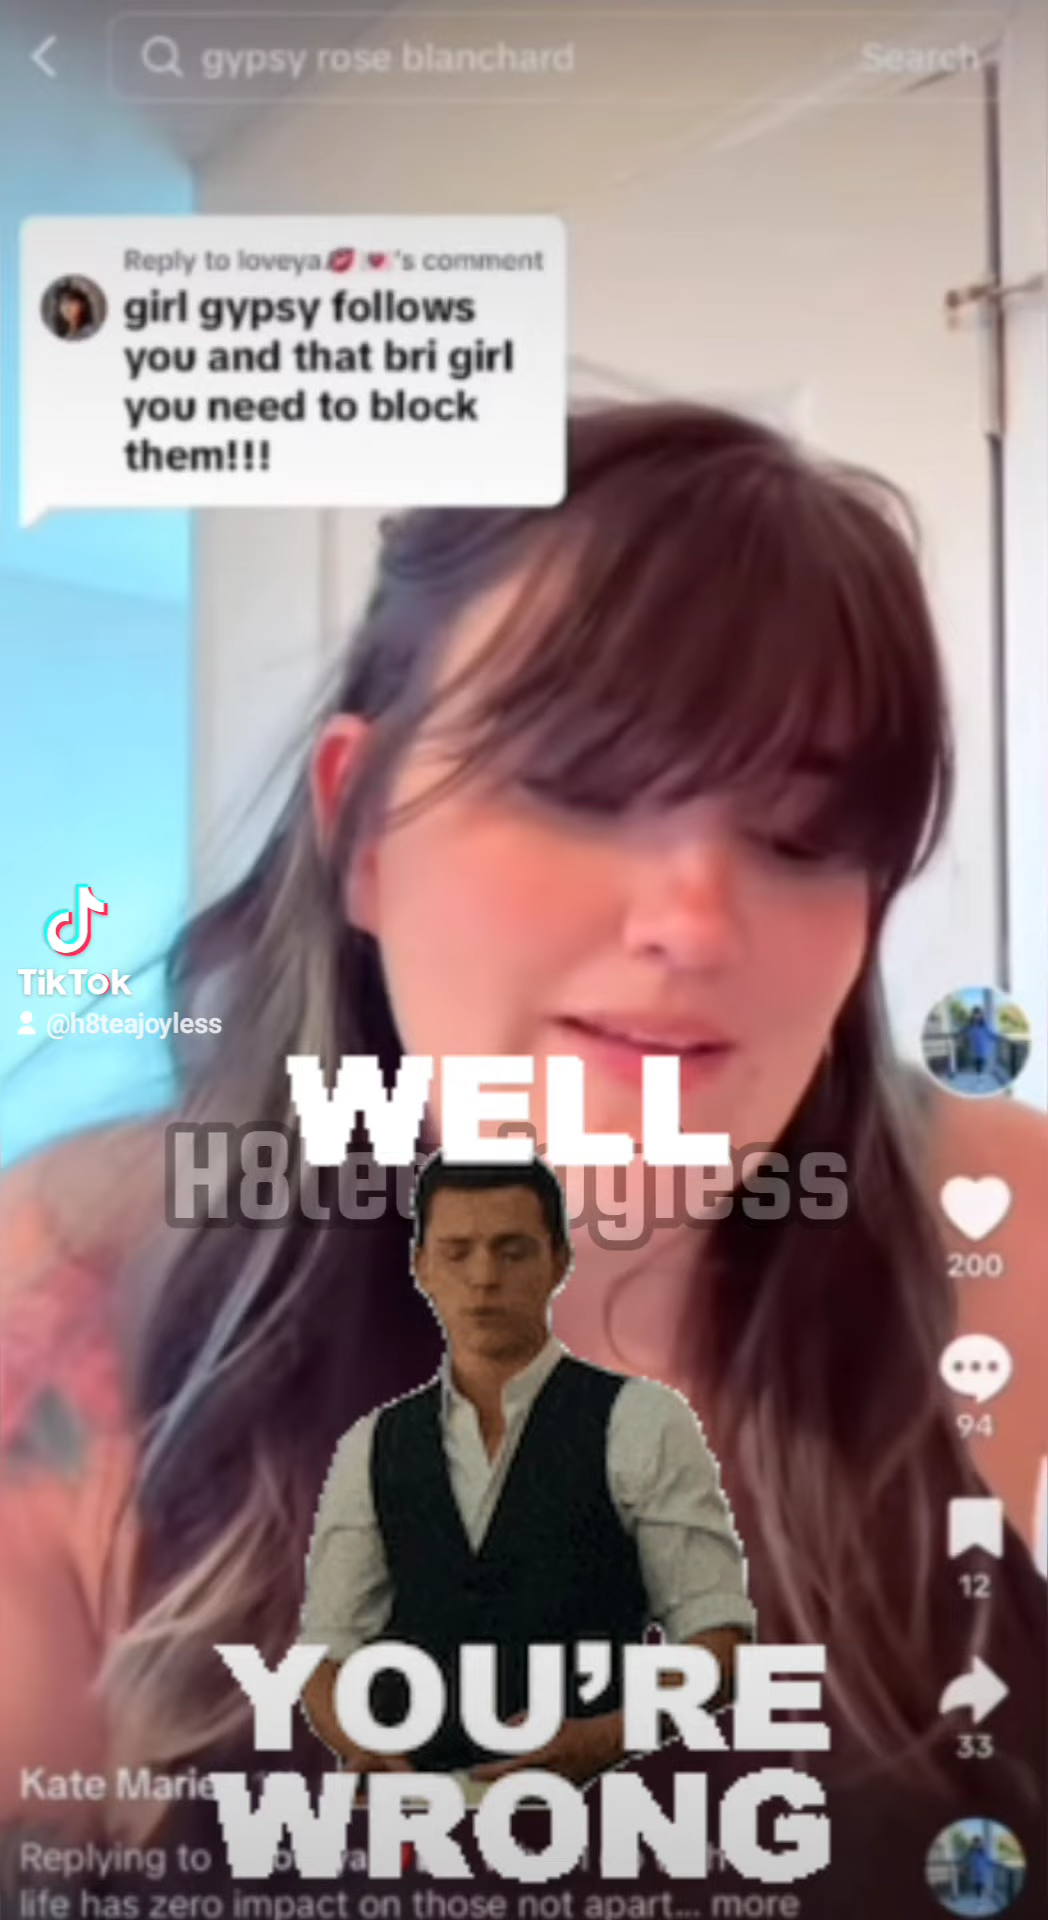 gypsy rose blanchard Search
Reply to loveya💋💌's comment
girl gypsy follows
you and that bri girl
you need to block
them!!!
TikTok
@h8teajoyless
WELL
H8teajoyless
200
94
12
33
YOU'RE
WRONG
Kate Marie
Replying to
life has zero impact on those not apart... more